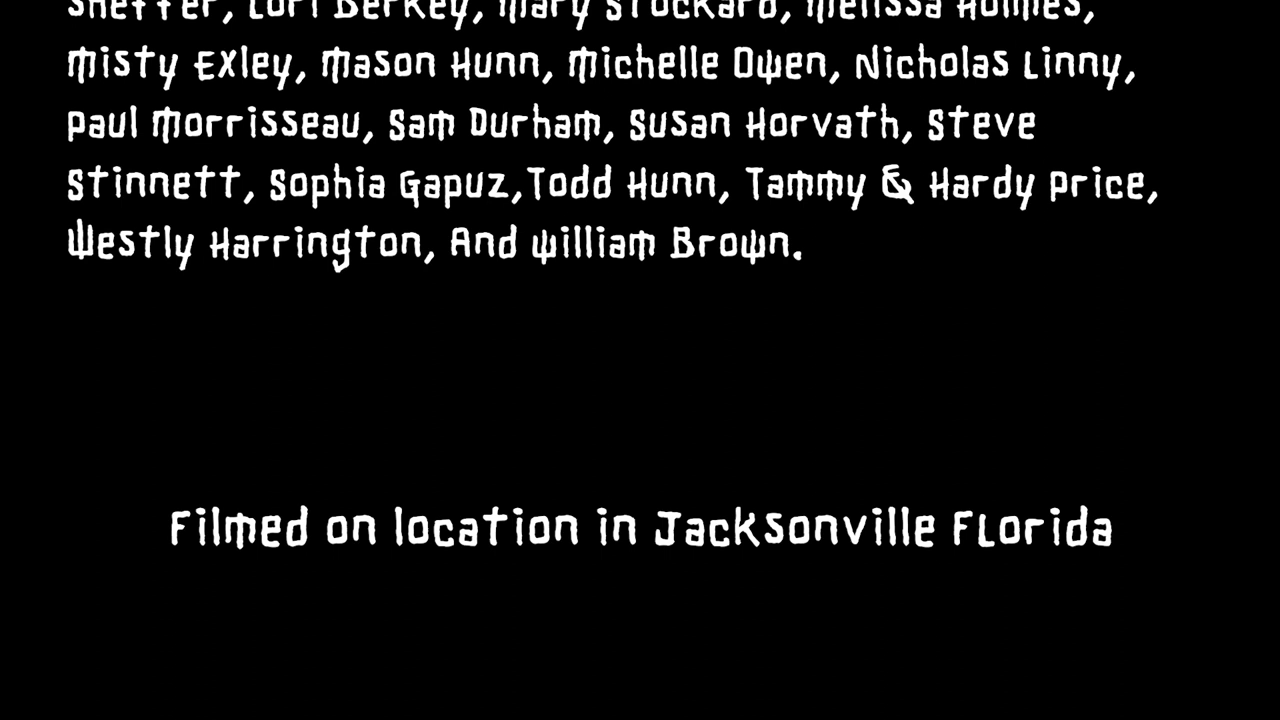 Sheffer, Lori Berkey, Mary Stockard, Melissa Holmes,
Misty Exley, Mason Hunn, Michelle Owen, Nicholas Linny,
Paul Morrisseau, Sam Durham, Susan Horvath, Steve
Stinnett, Sophia Gapuz,Todd Hunn, Tammy & Hardy Price,
Westly Harrington, And William Brown.
Filmed on location in Jacksonville FLorida